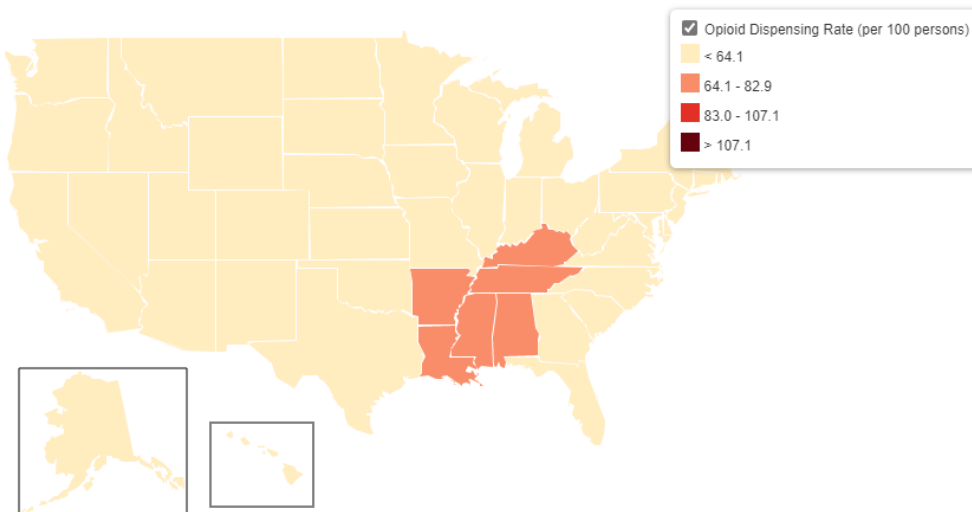 Opioid Dispensing Rate (per 100 persons)
< 64.1
64.1 - 82.9
83.0 - 107.1
> 107.1